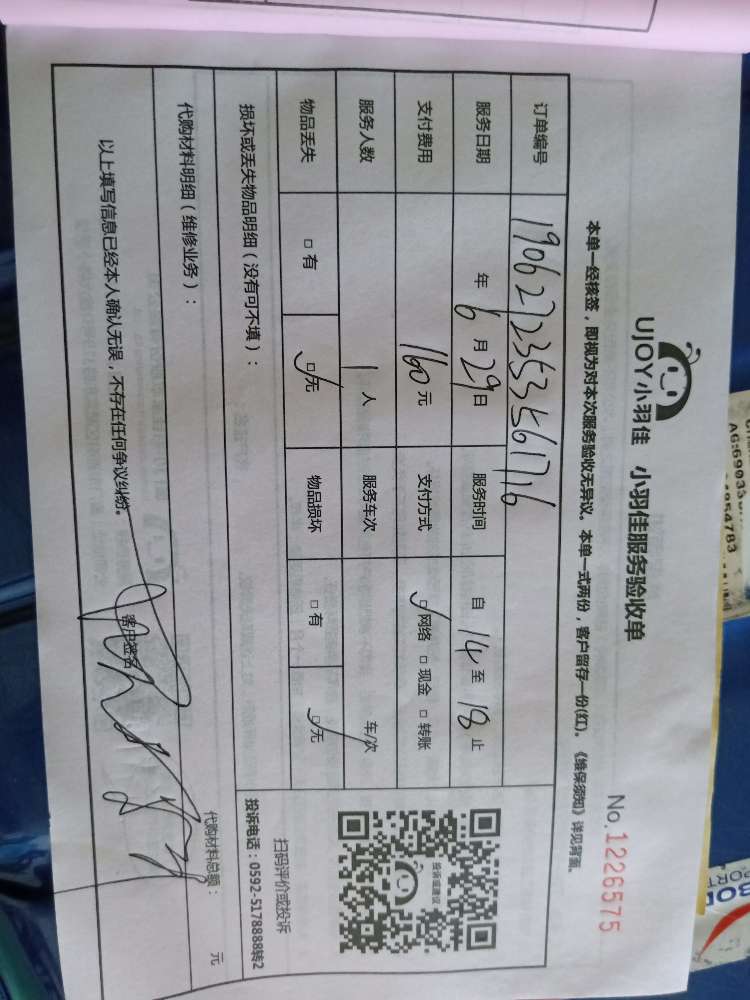 UJOY小羽佳 小羽佳服务验收单
No.1226575
本单一经核签，即视为对本次服务验收无异议。本单一式两份，客户留存一份(红)。《维保须知》详见背面。
订单编号 1906272353561716
服务日期 年 6 月 29 日 服务时间 自 14 至 18 止
支付费用 160 元 支付方式 ☑网络 □现金 □转账
服务人数 1 人 服务车次 车/次
物品丢失 □有 ☑无 物品损坏 □有 ☑无
投诉或建议
扫码评价或投诉
损坏或丢失物品明细（没有可不填）：
投诉电话：0592-5178888转2
代购材料明细（维修业务）：
代购材料总额： 元
以上填写信息已经本人确认无误，不存在任何争议纠纷。
客户签名